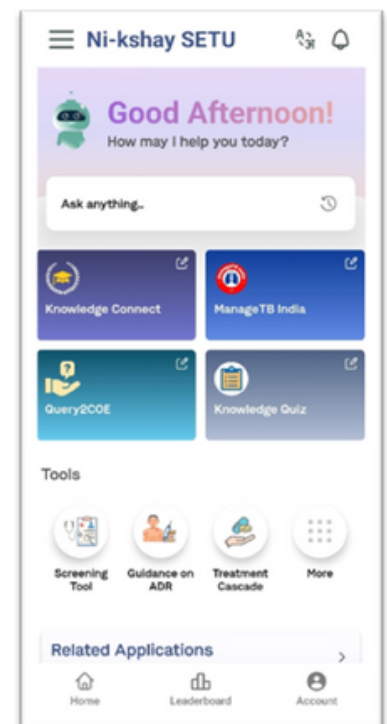 Ni-kshay SETU
A अ
Good Afternoon!
How may I help you today?
Ask anything..
Knowledge Connect
ManageTB India
Query2COE
Knowledge Quiz
Tools
Screening Tool
Guidance on ADR
Treatment Cascade
More
Related Applications
Home
Leaderboard
Account